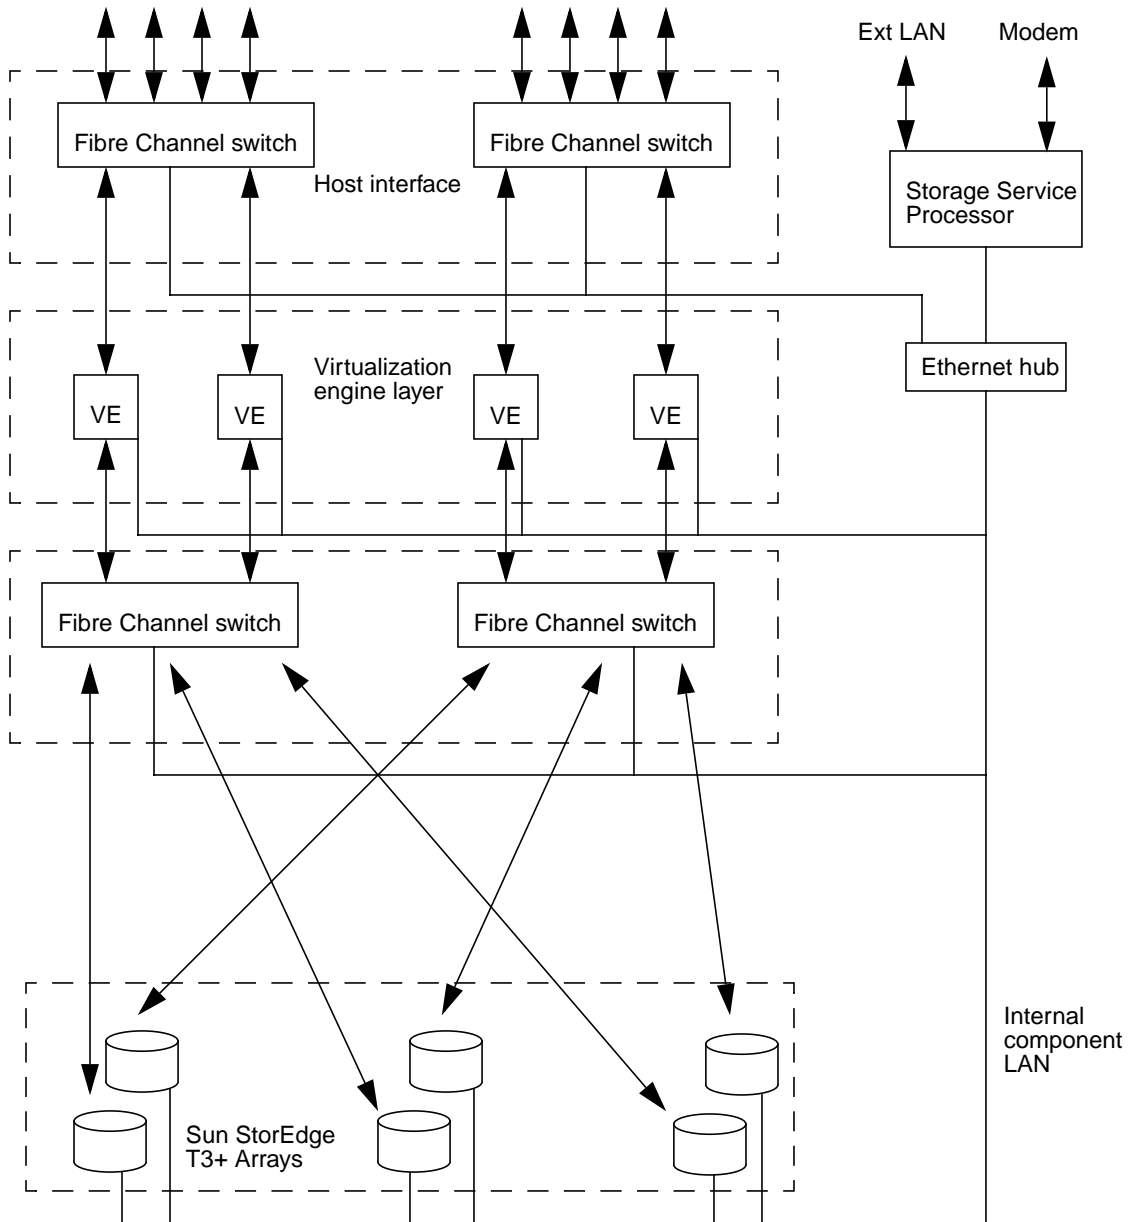 Ext LAN
Modem
Fibre Channel switch
Fibre Channel switch
Host interface
Storage Service
Processor
Virtualization
engine layer
Ethernet hub
VE
VE
VE
VE
Fibre Channel switch
Fibre Channel switch
Internal
component
LAN
Sun StorEdge
T3+ Arrays